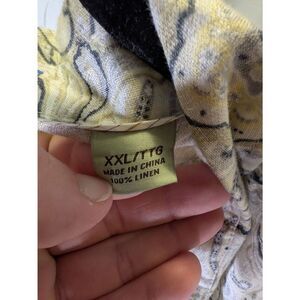 XXL/TTG
MADE IN CHINA
100% LINEN